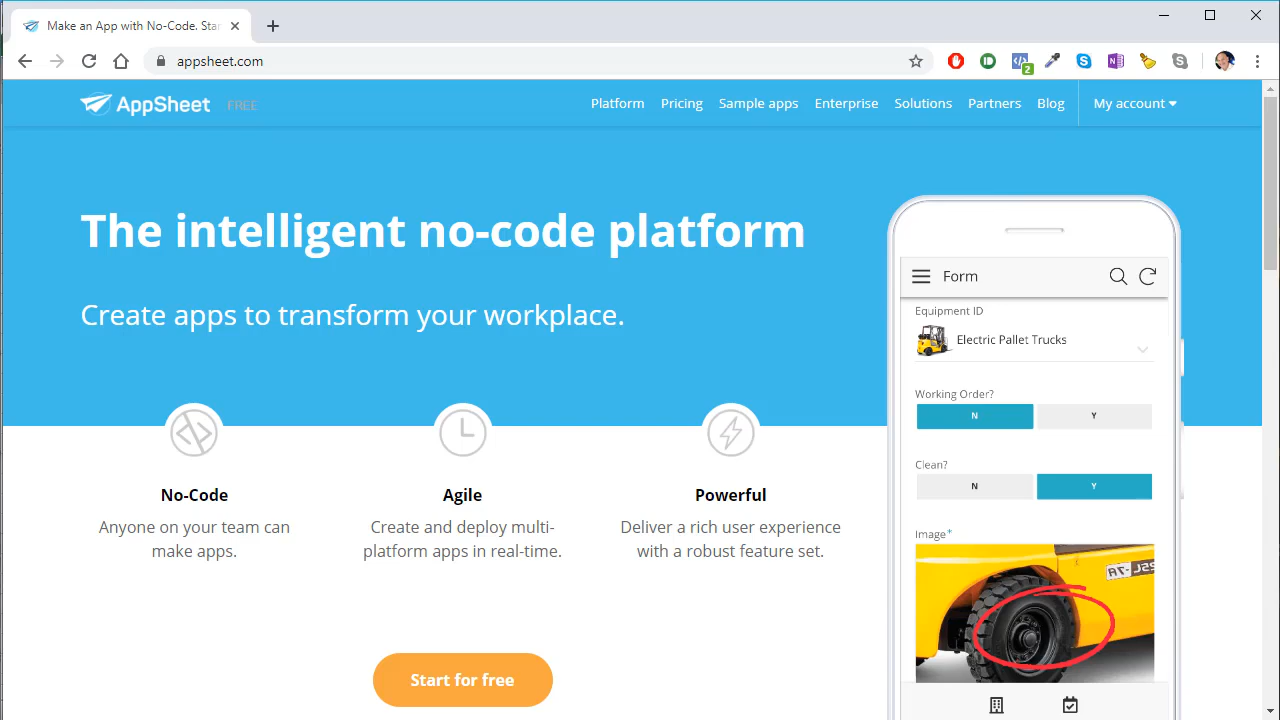 Make an App with No-Code. Star
appsheet.com
2
AppSheet FREE
Platform Pricing Sample apps Enterprise Solutions Partners Blog My account
The intelligent no-code platform
Create apps to transform your workplace.
No-Code
Anyone on your team can
make apps.
Agile
Create and deploy multi-
platform apps in real-time.
Powerful
Deliver a rich user experience
with a robust feature set.
Start for free
Form
Equipment ID
Electric Pallet Trucks
Working Order?
N Y
Clean?
N Y
Image*